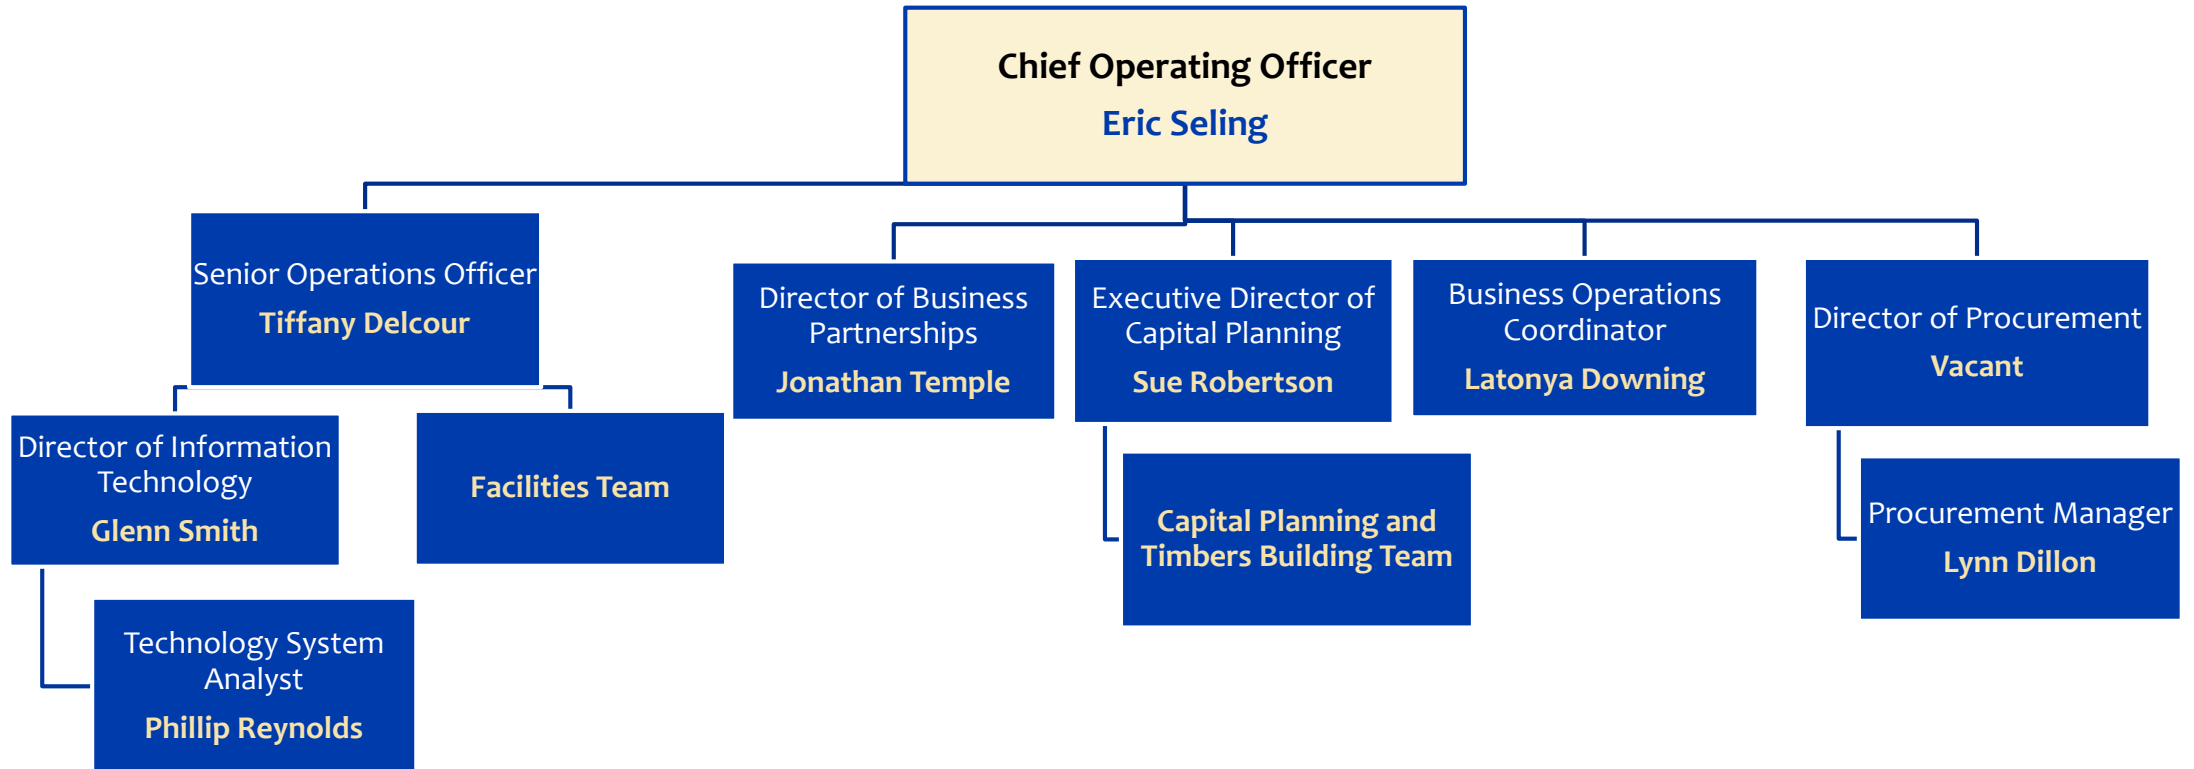 Chief Operating Officer
Eric Seling
Senior Operations Officer
Tiffany Delcour
Director of Business
Partnerships
Jonathan Temple
Executive Director of
Capital Planning
Sue Robertson
Business Operations
Coordinator
Latonya Downing
Director of Procurement
Vacant
Director of Information
Technology
Glenn Smith
Facilities Team
Capital Planning and
Timbers Building Team
Procurement Manager
Lynn Dillon
Technology System
Analyst
Phillip Reynolds